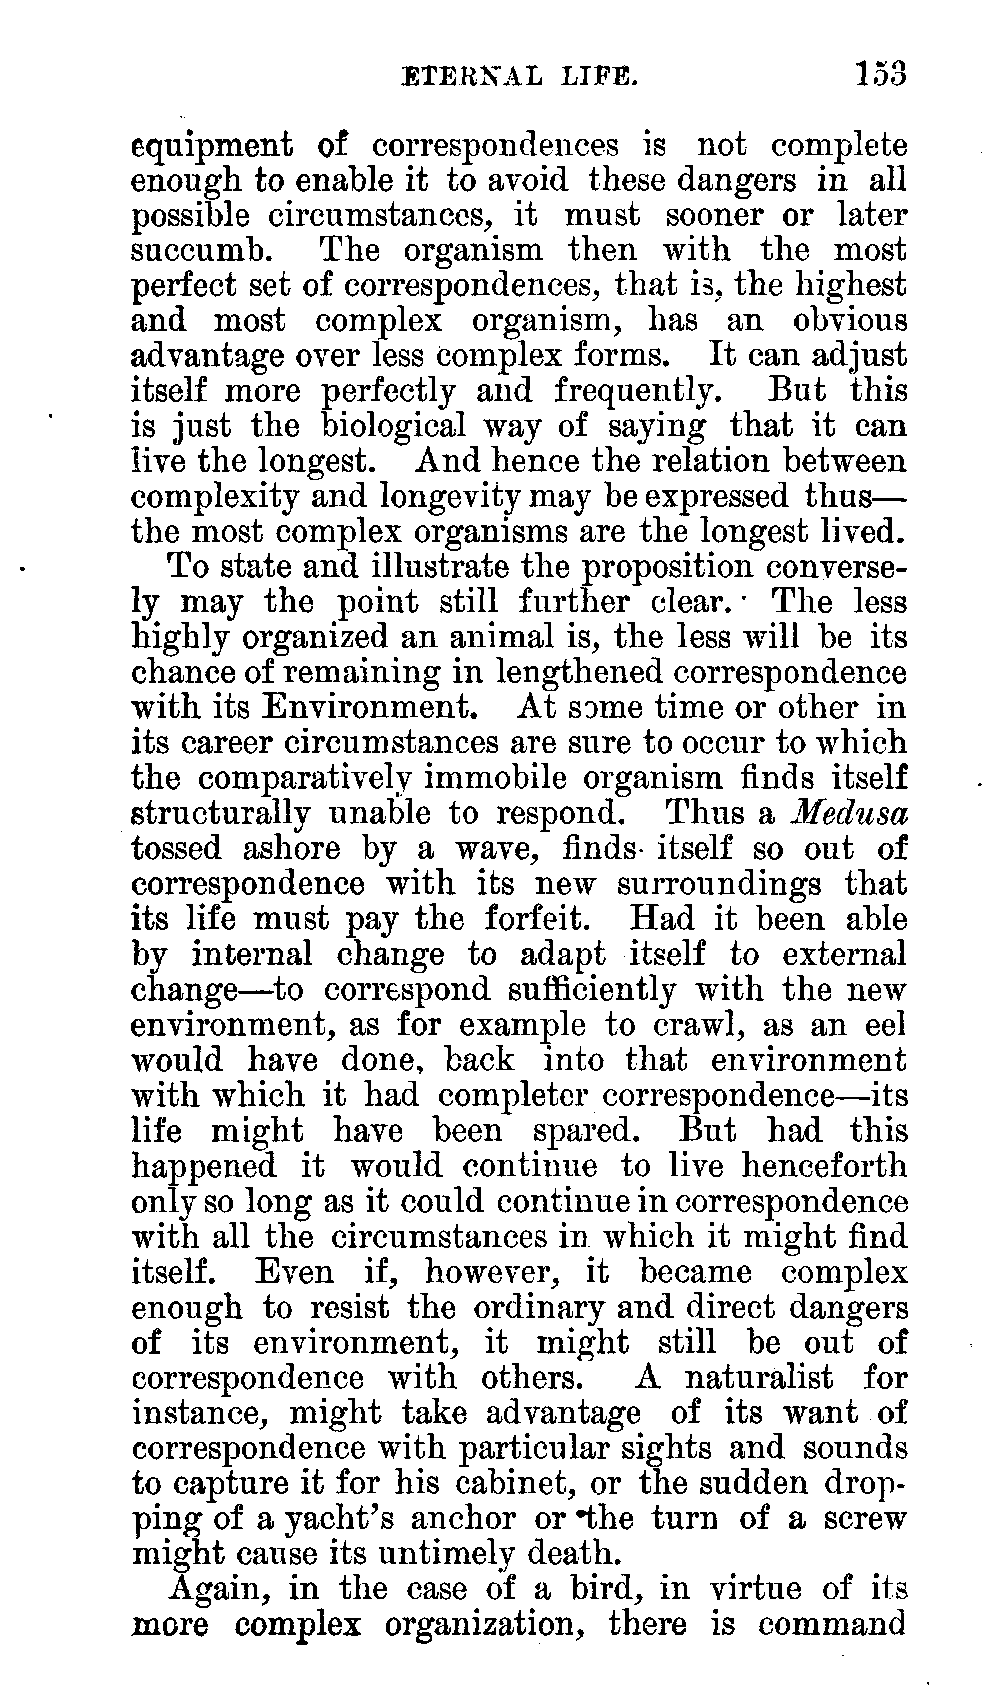 ETERNAL LIFE. 153
equipment of correspondences is not complete
enough to enable it to avoid these dangers in all
possible circumstances, it must sooner or later
succumb. The organism then with the most
perfect set of correspondences, that is, the highest
and most complex organism, has an obvious
advantage over less complex forms. It can adjust
itself more perfectly and frequently. But this
is just the biological way of saying that it can
live the longest. And hence the relation between
complexity and longevity may be expressed thus—
the most complex organisms are the longest lived.
To state and illustrate the proposition converse-
ly may the point still further clear. The less
highly organized an animal is, the less will be its
chance of remaining in lengthened correspondence
with its Environment. At some time or other in
its career circumstances are sure to occur to which
the comparatively immobile organism finds itself
structurally unable to respond. Thus a Medusa
tossed ashore by a wave, finds itself so out of
correspondence with its new surroundings that
its life must pay the forfeit. Had it been able
by internal change to adapt itself to external
change—to correspond sufficiently with the new
environment, as for example to crawl, as an eel
would have done, back into that environment
with which it had completer correspondence—its
life might have been spared. But had this
happened it would continue to live henceforth
only so long as it could continue in correspondence
with all the circumstances in which it might find
itself. Even if, however, it became complex
enough to resist the ordinary and direct dangers
of its environment, it might still be out of
correspondence with others. A naturalist for
instance, might take advantage of its want of
correspondence with particular sights and sounds
to capture it for his cabinet, or the sudden drop-
ping of a yacht's anchor or the turn of a screw
might cause its untimely death.
Again, in the case of a bird, in virtue of its
more complex organization, there is command